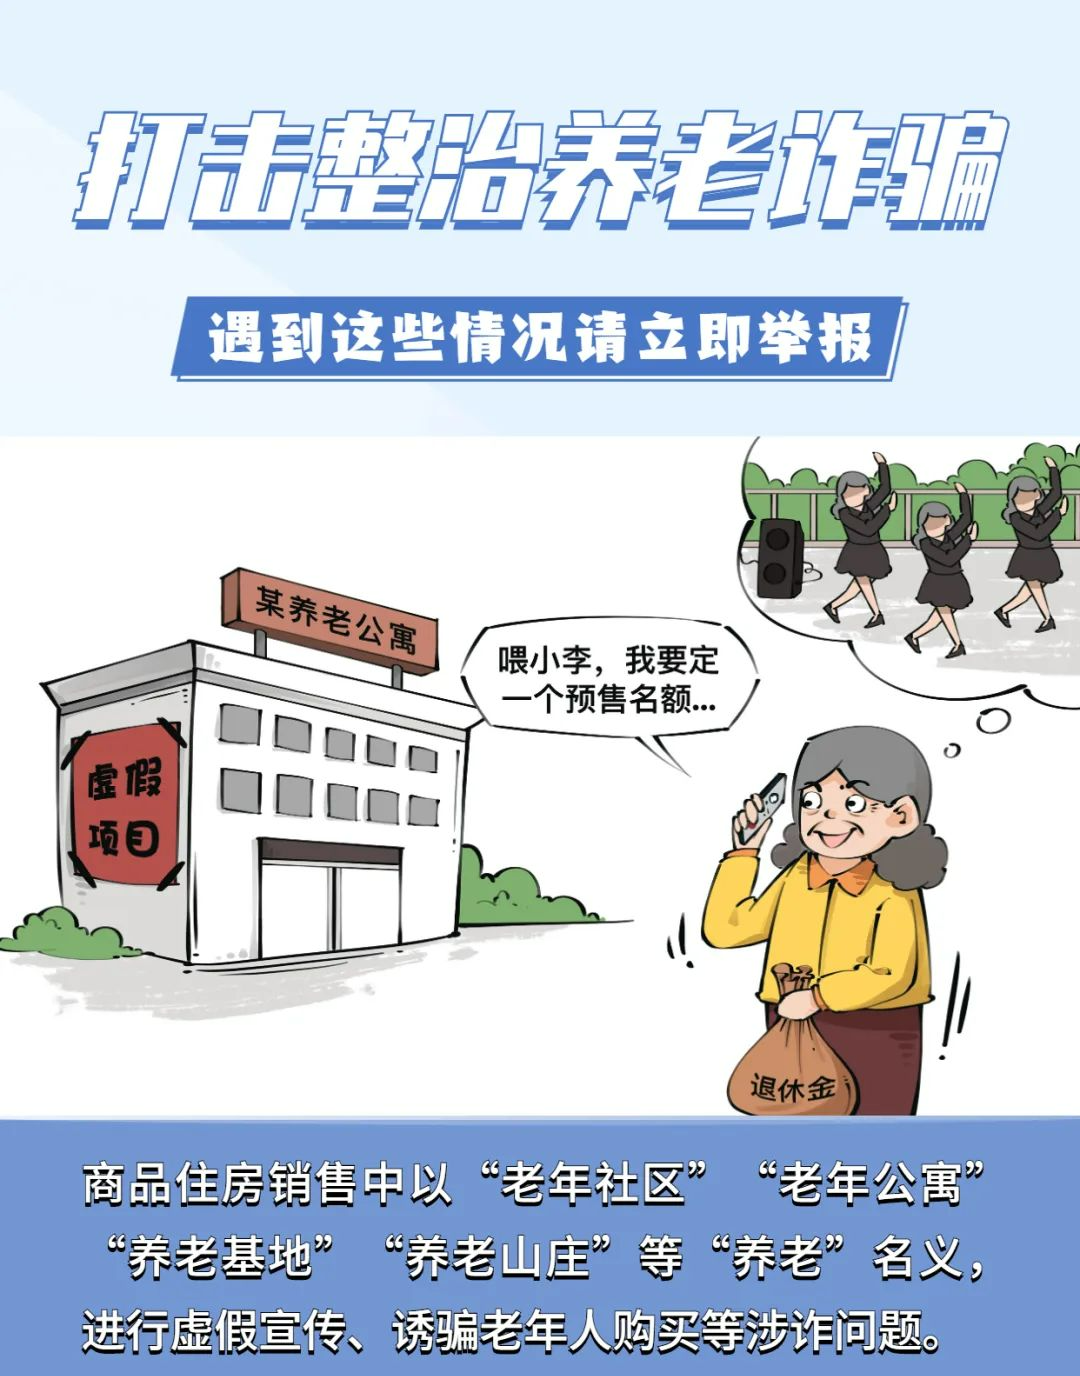 打击整治养老诈骗
遇到这些情况请立即举报
某养老公寓
喂小李，我要定
一个预售名额...
虚假
项目
退休金
商品住房销售中以“老年社区”“老年公寓”
“养老基地”“养老山庄”等“养老”名义，
进行虚假宣传、诱骗老年人购买等涉诈问题。